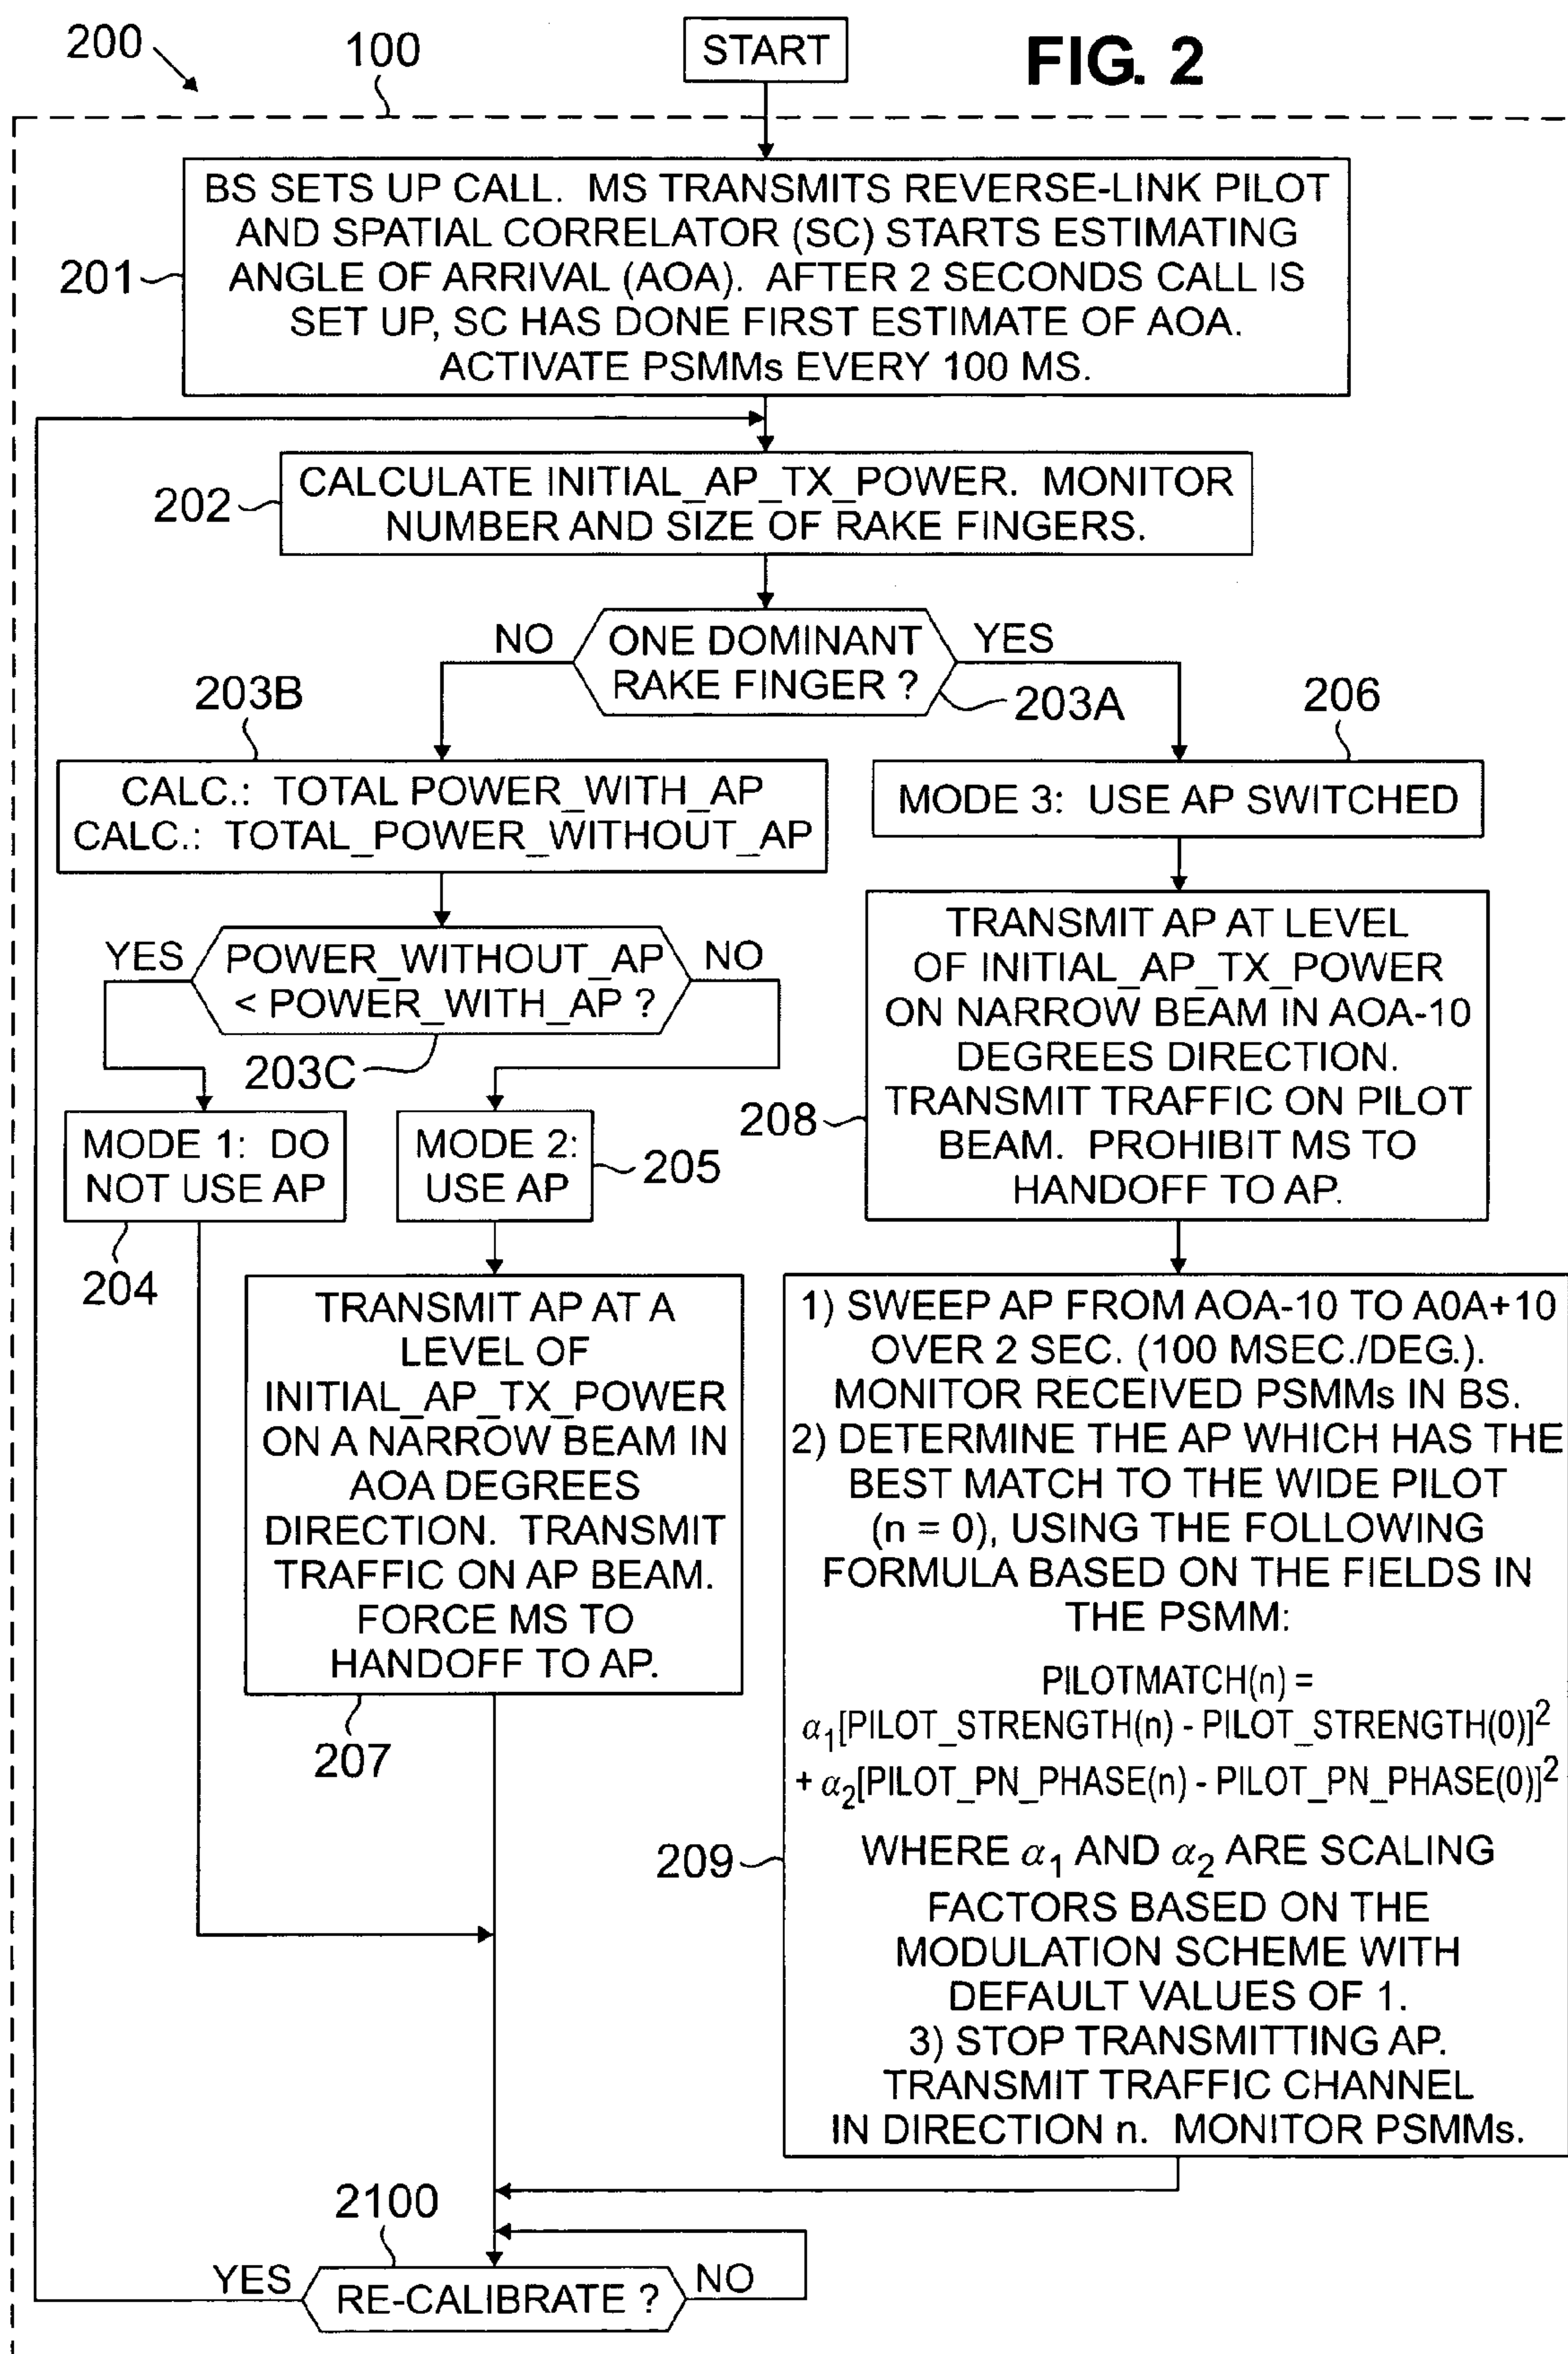 200
100
START
FIG. 2
BS SETS UP CALL. MS TRANSMITS REVERSE-LINK PILOT
AND SPATIAL CORRELATOR (SC) STARTS ESTIMATING
ANGLE OF ARRIVAL (AOA). AFTER 2 SECONDS CALL IS
SET UP, SC HAS DONE FIRST ESTIMATE OF AOA.
ACTIVATE PSMMs EVERY 100 MS.
201
CALCULATE INITIAL_AP_TX_POWER. MONITOR
NUMBER AND SIZE OF RAKE FINGERS.
202
NO
ONE DOMINANT
RAKE FINGER ?
YES
203A
203B
CALC.: TOTAL POWER_WITH_AP
CALC.: TOTAL_POWER_WITHOUT_AP
206
MODE 3: USE AP SWITCHED
YES
POWER_WITHOUT_AP
< POWER_WITH_AP ?
NO
203C
MODE 1: DO
NOT USE AP
204
MODE 2:
USE AP
205
TRANSMIT AP AT LEVEL
OF INITIAL_AP_TX_POWER
ON NARROW BEAM IN AOA-10
DEGREES DIRECTION.
TRANSMIT TRAFFIC ON PILOT
BEAM. PROHIBIT MS TO
HANDOFF TO AP.
208
TRANSMIT AP AT A
LEVEL OF
INITIAL_AP_TX_POWER
ON A NARROW BEAM IN
AOA DEGREES
DIRECTION. TRANSMIT
TRAFFIC ON AP BEAM.
FORCE MS TO
HANDOFF TO AP.
207
1) SWEEP AP FROM AOA-10 TO A0A+10
OVER 2 SEC. (100 MSEC./DEG.).
MONITOR RECEIVED PSMMs IN BS.
2) DETERMINE THE AP WHICH HAS THE
BEST MATCH TO THE WIDE PILOT
(n = 0), USING THE FOLLOWING
FORMULA BASED ON THE FIELDS IN
THE PSMM:
PILOTMATCH(n) =
α₁[PILOT_STRENGTH(n) - PILOT_STRENGTH(0)]²
+ α₂[PILOT_PN_PHASE(n) - PILOT_PN_PHASE(0)]²
WHERE α₁ AND α₂ ARE SCALING
FACTORS BASED ON THE
MODULATION SCHEME WITH
DEFAULT VALUES OF 1.
3) STOP TRANSMITTING AP.
TRANSMIT TRAFFIC CHANNEL
IN DIRECTION n. MONITOR PSMMs.
209
2100
YES
RE-CALIBRATE ?
NO